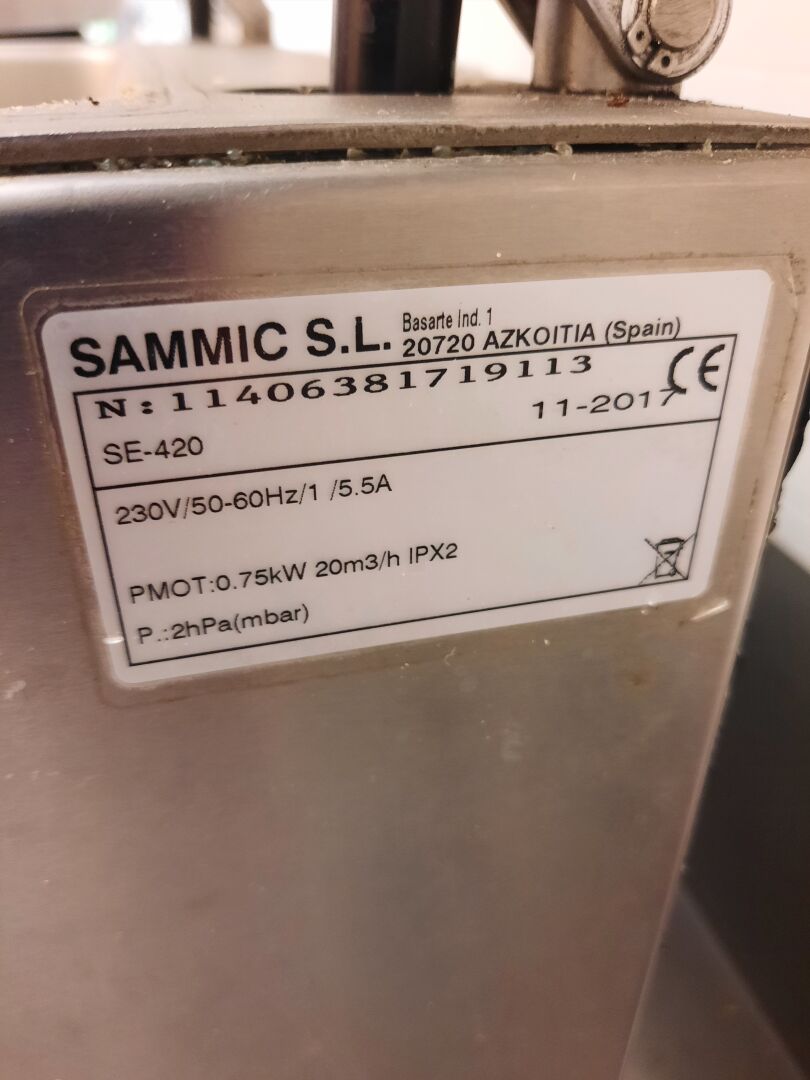 SAMMIC S.L. Basarte Ind. 1
20720 AZKOITIA (Spain)
N:11406381719113 CE
11-2017
SE-420
230V/50-60Hz/1 /5.5A
PMOT:0.75kW 20m3/h IPX2
P.:2hPa(mbar)